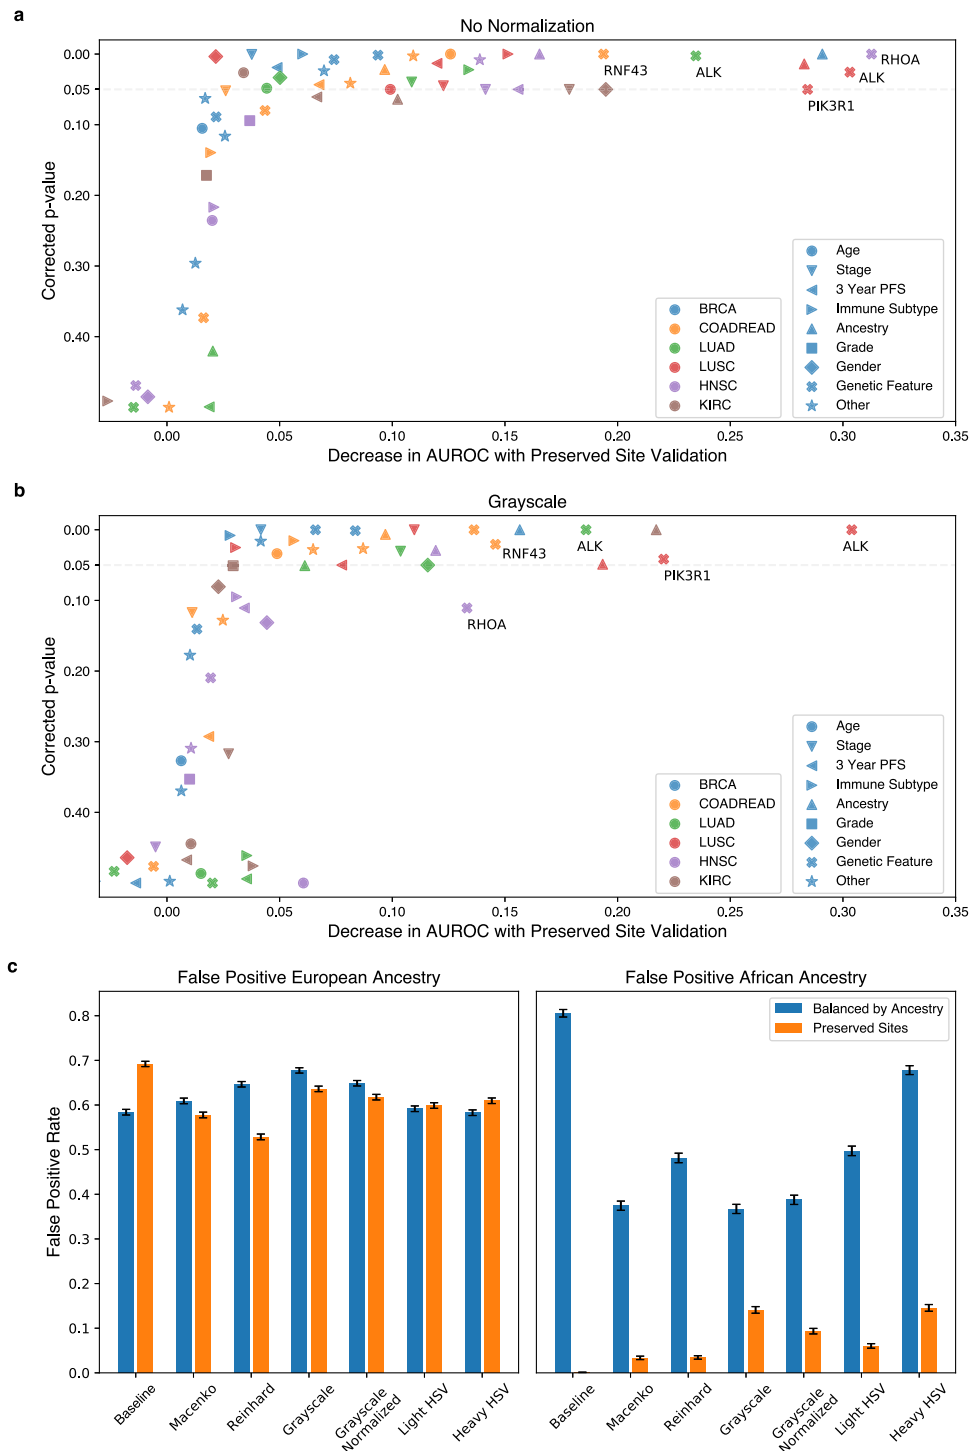 a
No Normalization
0.00
0.05
0.10
0.20
0.30
0.40
Corrected p-value
RNF43
ALK
RHOA
ALK
PIK3R1
BRCA
COADREAD
LUAD
LUSC
HNSC
KIRC
Age
Stage
3 Year PFS
Immune Subtype
Ancestry
Grade
Gender
Genetic Feature
Other
0.00
0.05
0.10
0.15
0.20
0.25
0.30
0.35
Decrease in AUROC with Preserved Site Validation
b
Grayscale
0.00
0.05
0.10
0.20
0.30
0.40
Corrected p-value
RNF43
ALK
ALK
PIK3R1
RHOA
BRCA
COADREAD
LUAD
LUSC
HNSC
KIRC
Age
Stage
3 Year PFS
Immune Subtype
Ancestry
Grade
Gender
Genetic Feature
Other
0.00
0.05
0.10
0.15
0.20
0.25
0.30
0.35
Decrease in AUROC with Preserved Site Validation
c
False Positive European Ancestry
False Positive African Ancestry
Balanced by Ancestry
Preserved Sites
0.8
0.7
0.6
0.5
0.4
0.3
0.2
0.1
0.0
False Positive Rate
Baseline
Macenko
Reinhard
Grayscale
Grayscale
Normalized
Light HSV
Heavy HSV
Baseline
Macenko
Reinhard
Grayscale
Grayscale
Normalized
Light HSV
Heavy HSV